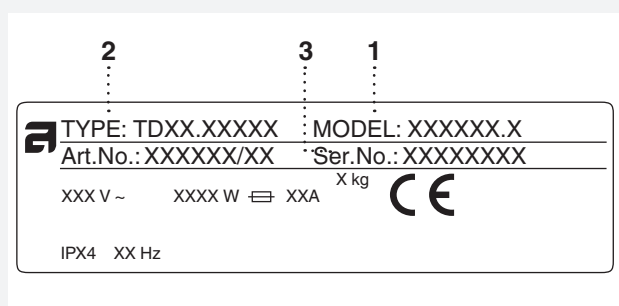 2 3 1
TYPE: TDXX.XXXXX MODEL: XXXXXX.X
Art.No.: XXXXXX/XX Ser.No.: XXXXXXXX
XXX V ~ XXXX W XXA X kg CE
IPX4 XX Hz